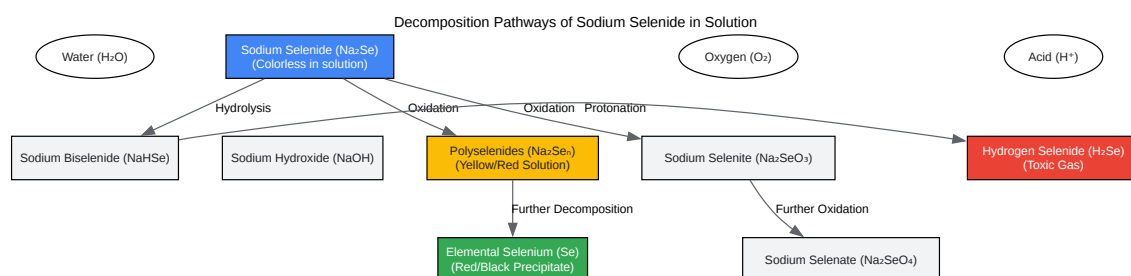 Decomposition Pathways of Sodium Selenide in Solution
Water (H₂O)
Sodium Selenide (Na₂Se)
(Colorless in solution)
Oxygen (O₂)
Acid (H⁺)
Hydrolysis
Oxidation
Oxidation
Protonation
Sodium Biselenide (NaHSe)
Sodium Hydroxide (NaOH)
Polyselenides (Na₂Seₙ)
(Yellow/Red Solution)
Sodium Selenite (Na₂SeO₃)
Hydrogen Selenide (H₂Se)
(Toxic Gas)
Further Decomposition
Further Oxidation
Elemental Selenium (Se)
(Red/Black Precipitate)
Sodium Selenate (Na₂SeO₄)